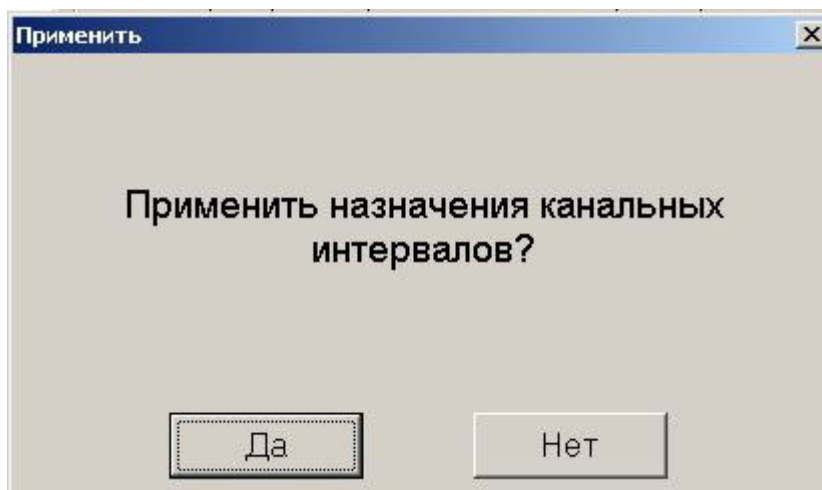 Применить
Применить назначения канальных
интервалов?
Да
Нет